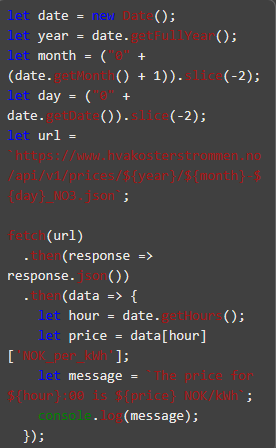 let date = new Date();
let year = date.getFullYear();
let month = ("0" +
(date.getMonth() + 1)).slice(-2);
let day = ("0" +
date.getDate()).slice(-2);
let url =
`https://www.hvakosterstrommen.no
/api/v1/prices/${year}/${month}-$
{day}_NO1.json`;
fetch(url)
.then(response =>
response.json())
.then(data => {
let hour = date.getHours();
let price = data[hour]
['NOK_per_kWh'];
let message = `The price for
${hour}:00 is ${price} NOK/kWh`;
console.log(message);
});